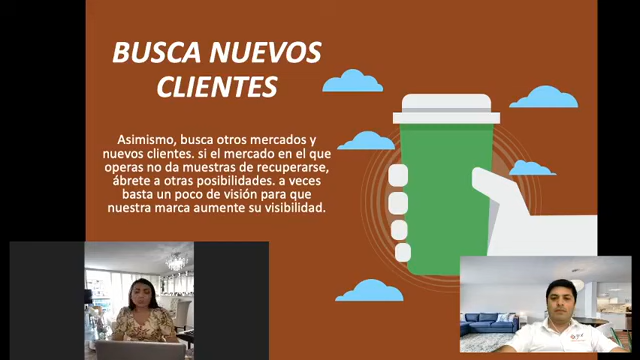 BUSCA NUEVOS
CLIENTES
Asimismo, busca otros mercados y
nuevos clientes. si el mercado en el que
operas no da muestras de recuperarse,
ábrete a otras posibilidades. a veces
basta un poco de visión para que
nuestra marca aumente su visibilidad.